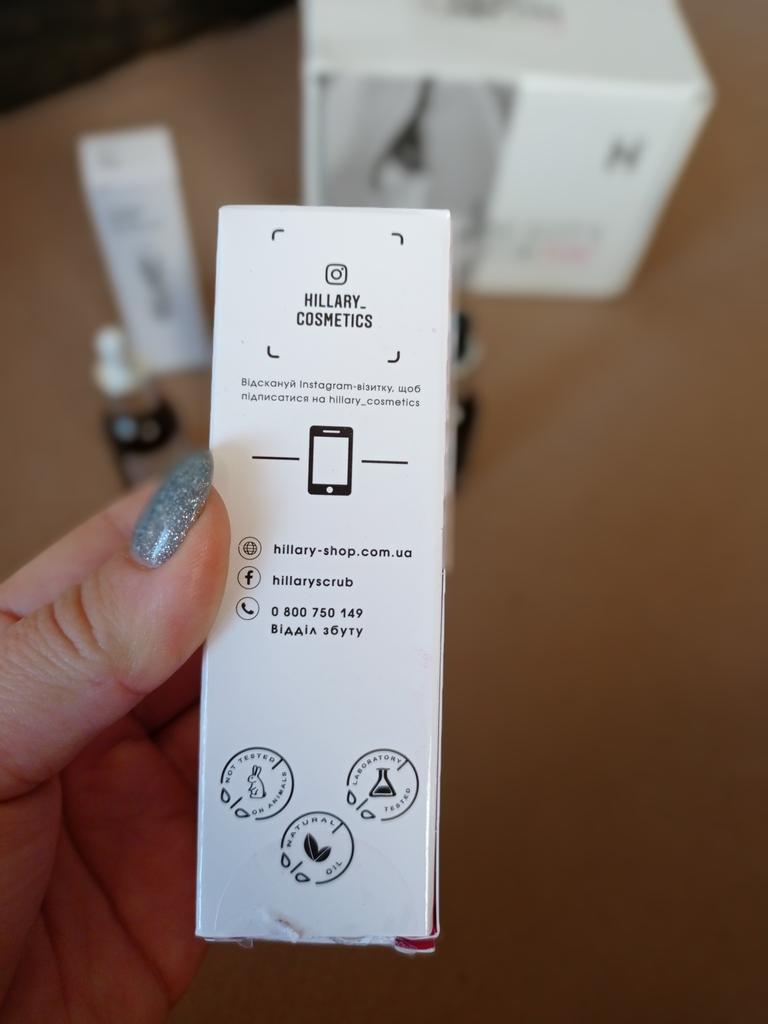 HILLARY_
COSMETICS
Відскануй Instagram-візитку, щоб
підписатися на hillary_cosmetics
hillary-shop.com.ua
hillaryscrub
0 800 750 149
Відділ збуту
NOT TESTED
ON ANIMALS
LABORATORY
TESTED
NATURAL
OIL
H